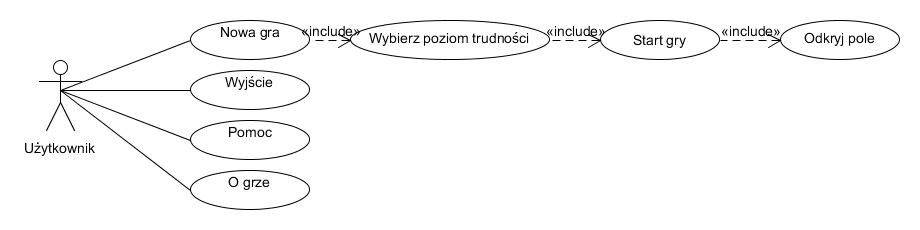 Nowa gra
«include»
Wybierz poziom trudności
«include»
Start gry
«include»
Odkryj pole
Wyjście
Pomoc
Użytkownik
O grze